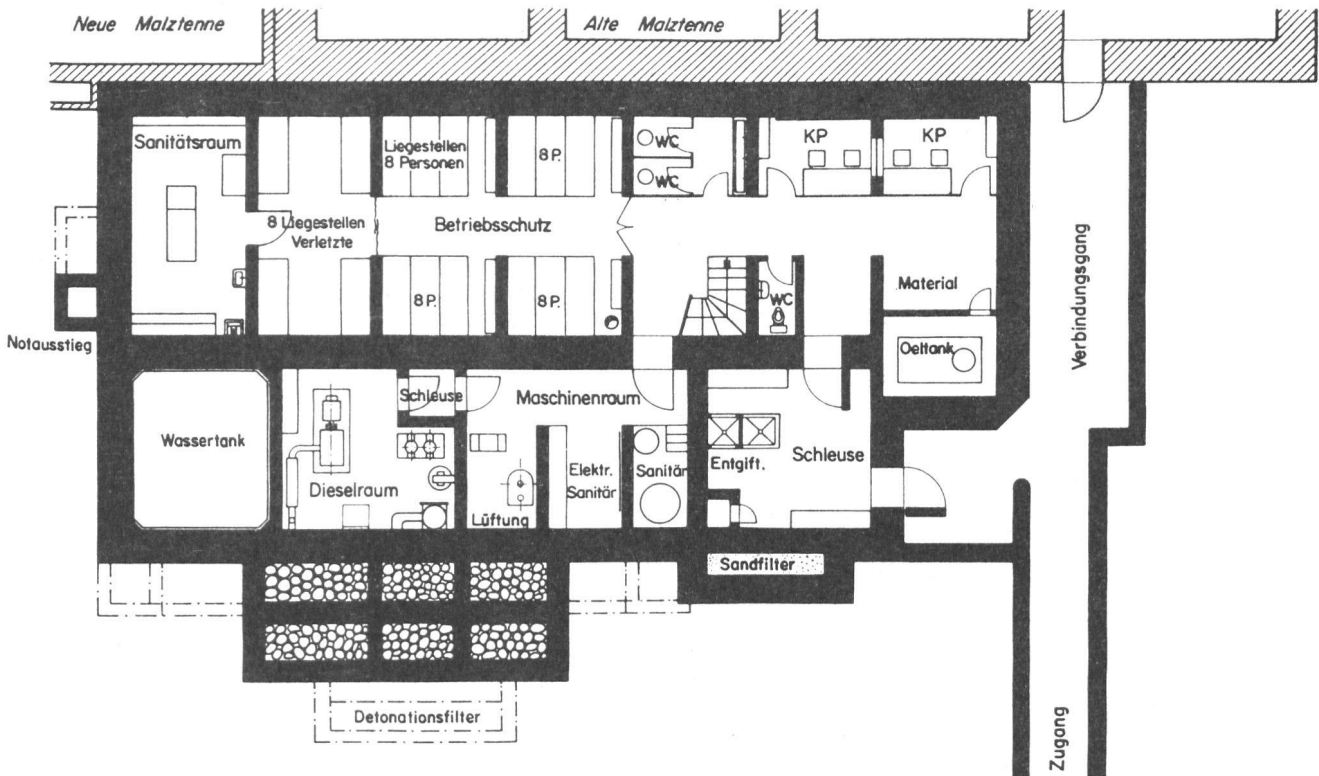 Neue Malztenne
Alte Malztenne
Sanitätsraum
Liegestellen
8 Personen
8 P.
WC
WC
KP
KP
8 Liegestellen
Verletzte
Betriebsschutz
8 P.
8 P.
WC
Material
Verbindungsgang
Notausstieg
Oeltank
Wassertank
Schleuse
Maschinenraum
Dieselraum
Lüftung
Elektr.
Sanitär
Sanitär
Entgift.
Schleuse
Sandfilter
Detonationsfilter
Zugang